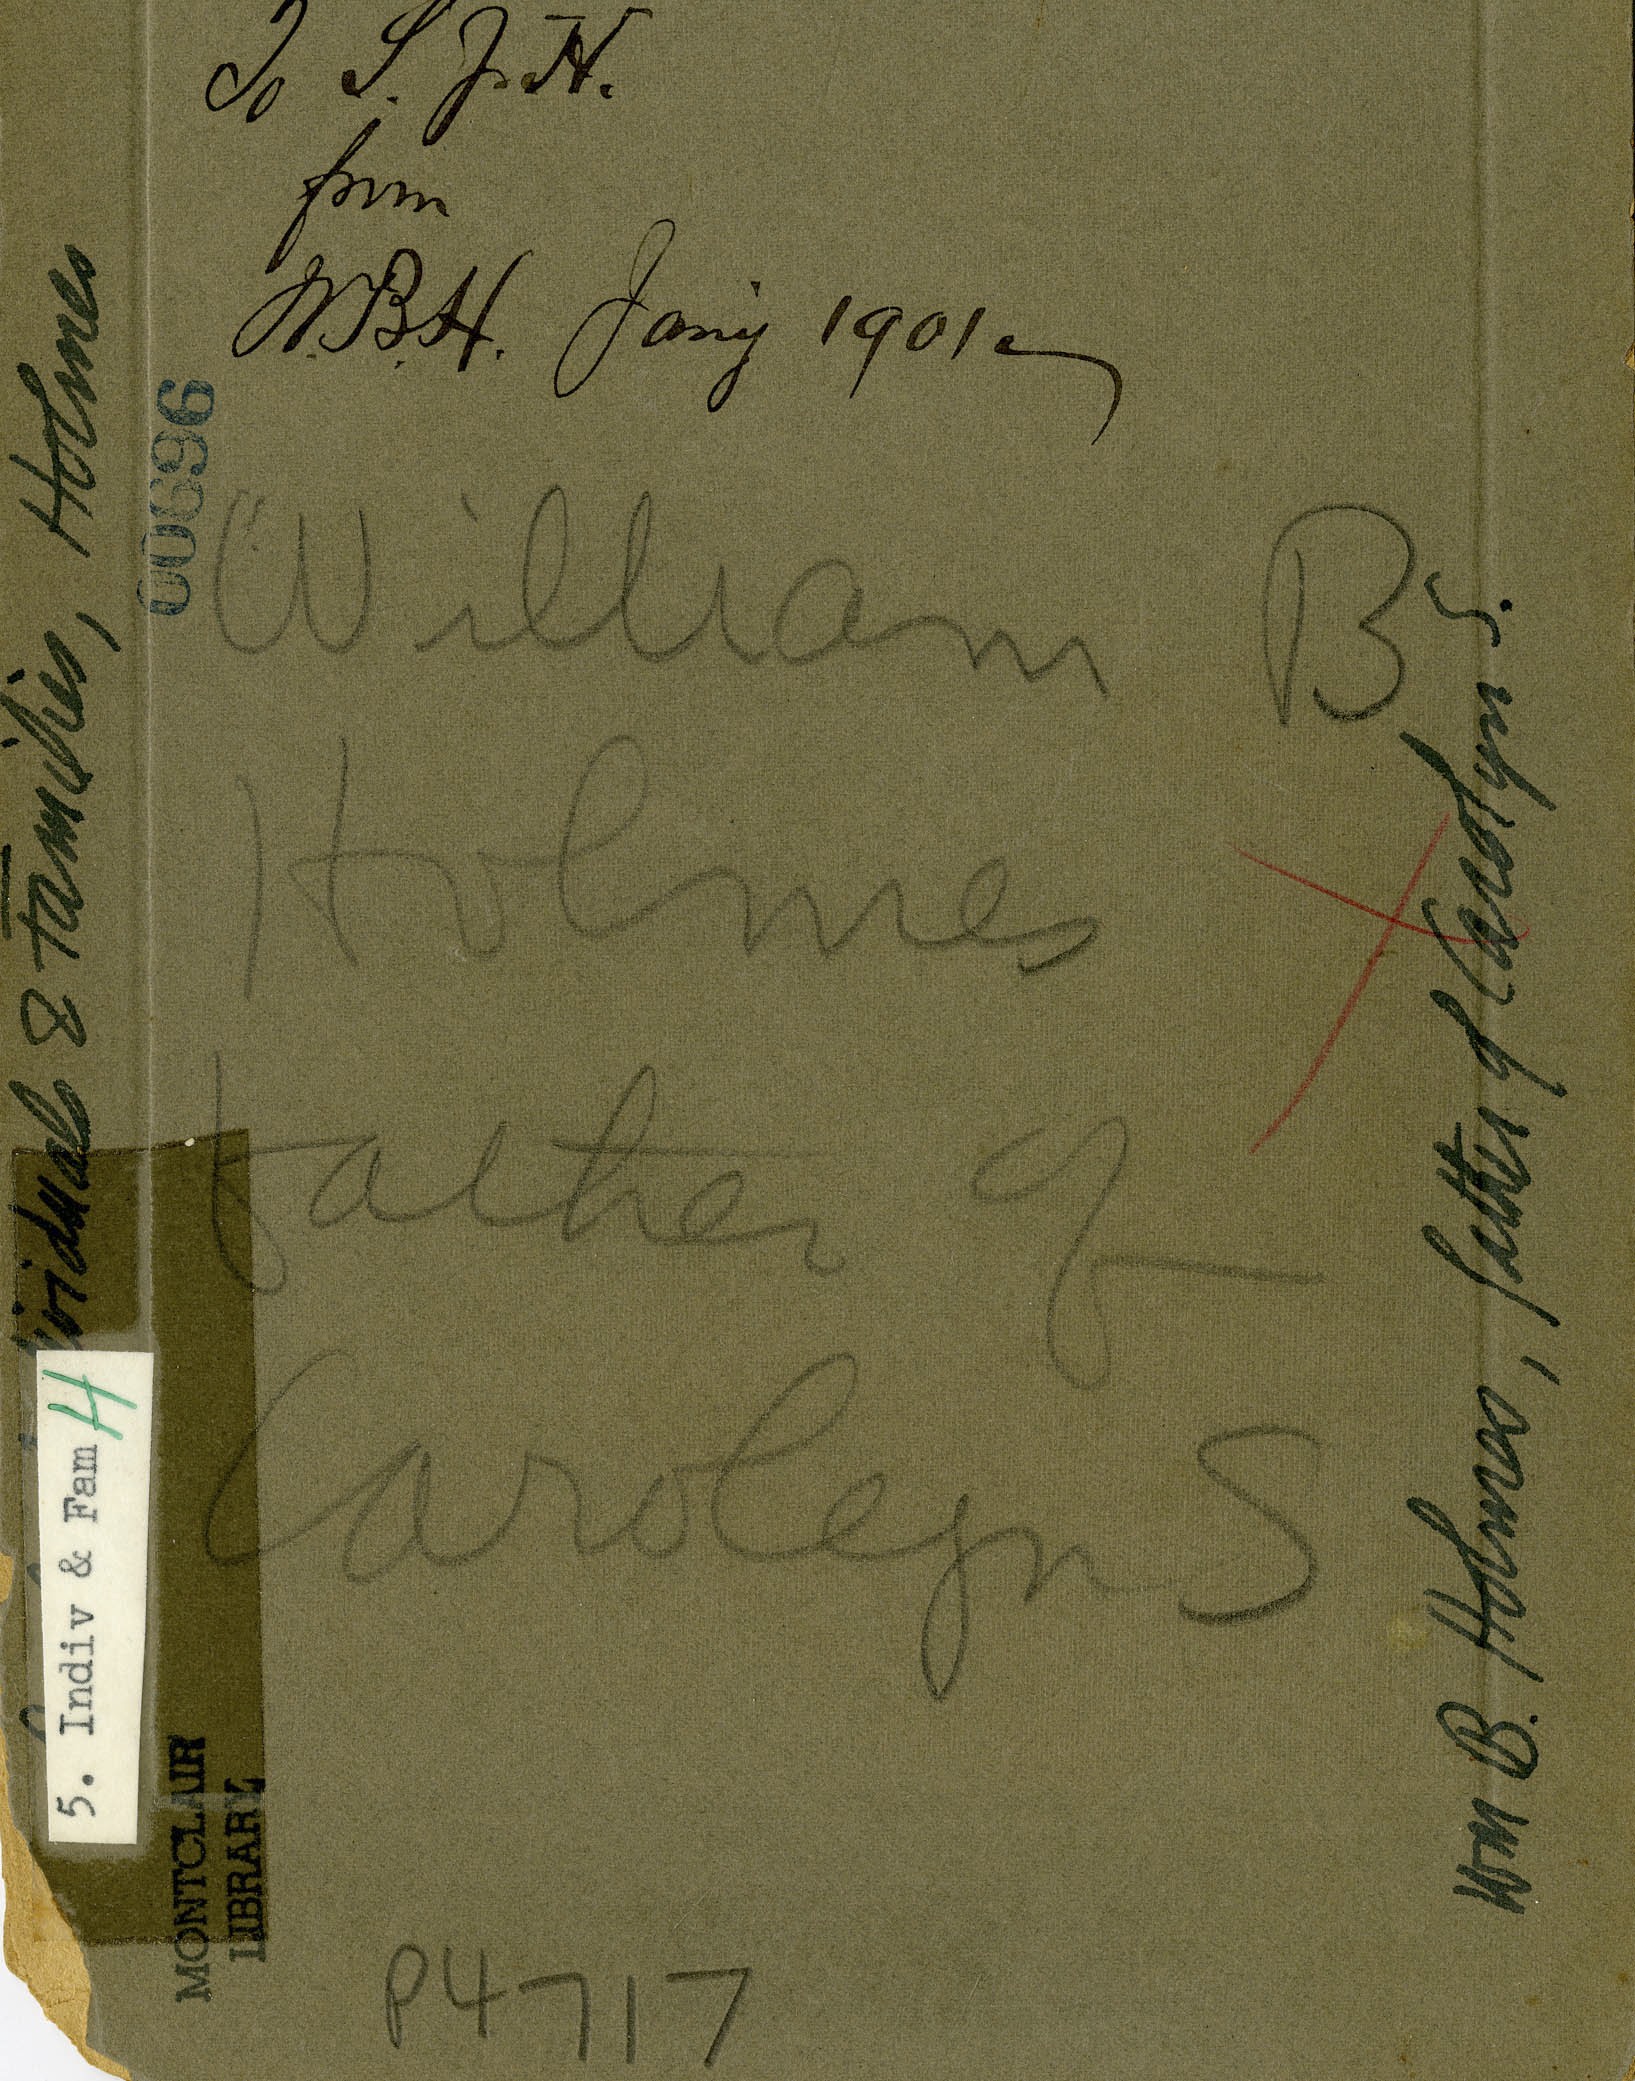 To S. J. H.
from
W.B.H. Jan'y 1901
William B
Holmes
father of
Carolyn S
P4717
Wm B. Holmes, father of Carolyn S.
& Families, Holmes
00696
5. Indiv & Fam H
MONTCLAIR
LIBRARY